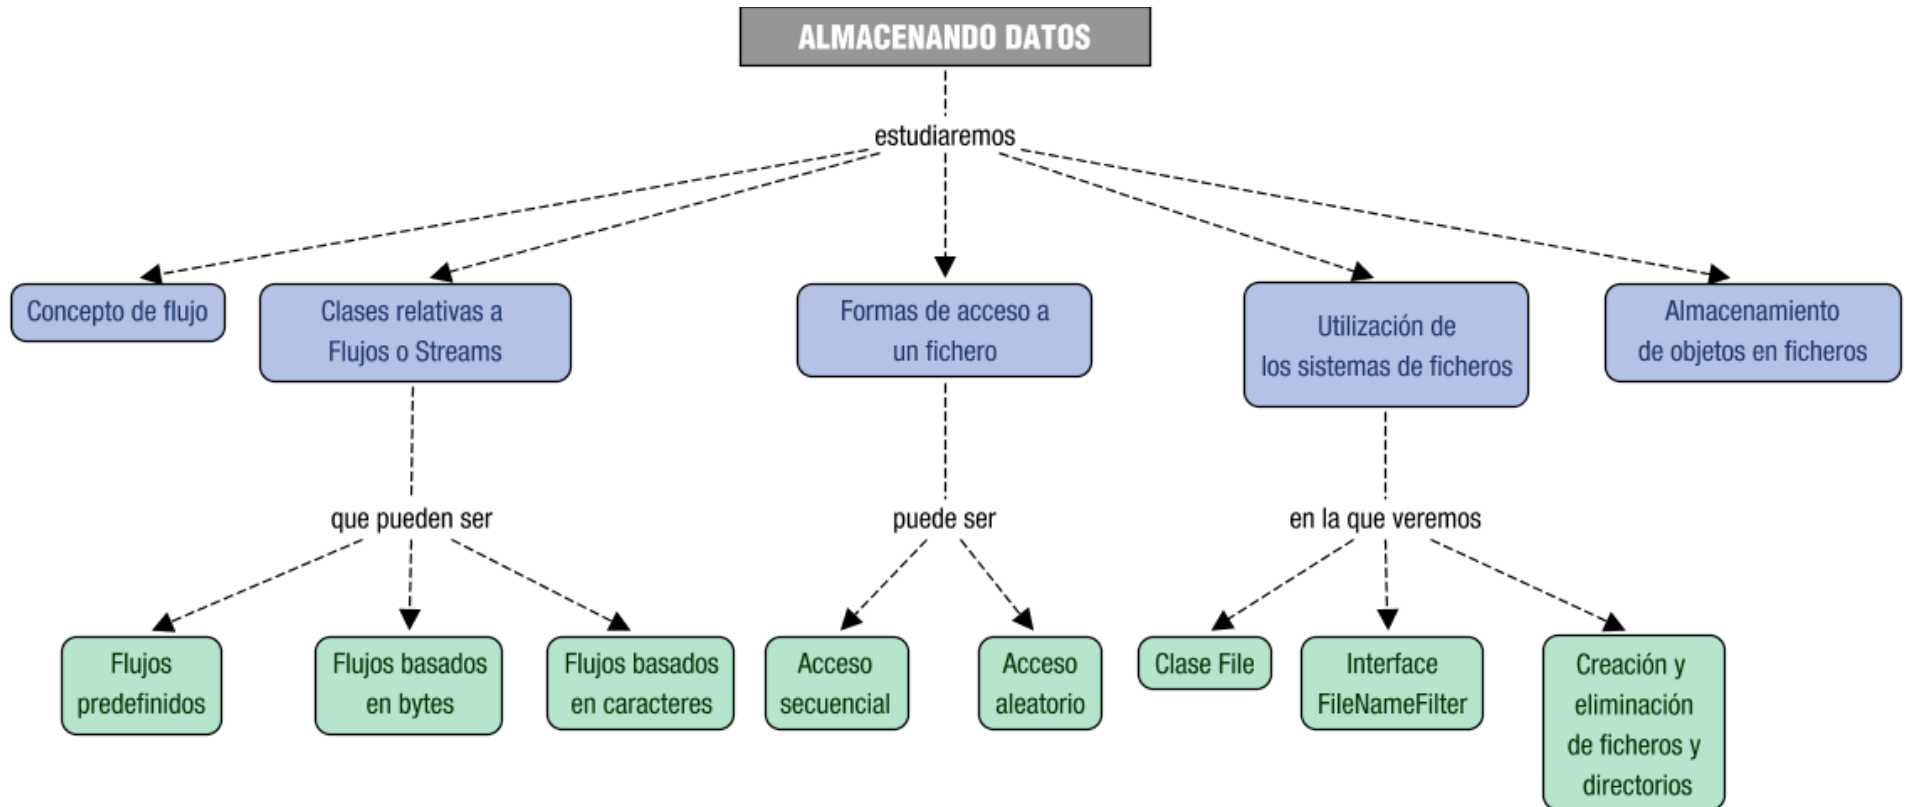 ALMACENANDO DATOS
estudiaremos
Concepto de flujo
Clases relativas a
Flujos o Streams
Formas de acceso a
un fichero
Utilización de
los sistemas de ficheros
Almacenamiento
de objetos en ficheros
que pueden ser
puede ser
en la que veremos
Flujos
predefinidos
Flujos basados
en bytes
Flujos basados
en caracteres
Acceso
secuencial
Acceso
aleatorio
Clase File
Interface
FileNameFilter
Creación y
eliminación
de ficheros y
directorios